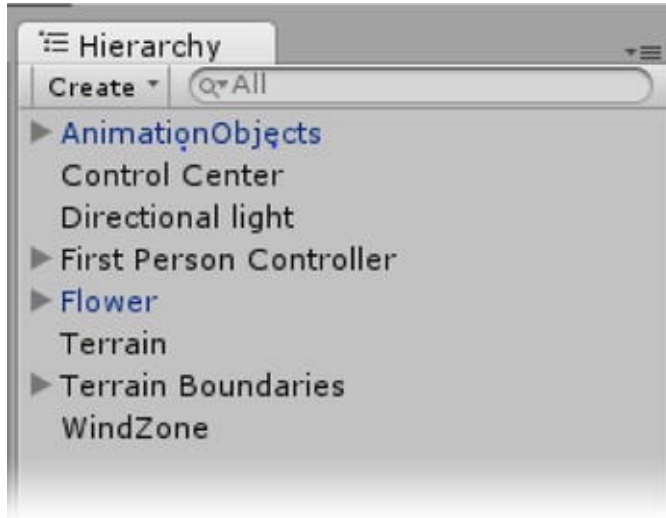 Hierarchy
Create All
AnimationObjects
Control Center
Directional light
First Person Controller
Flower
Terrain
Terrain Boundaries
WindZone